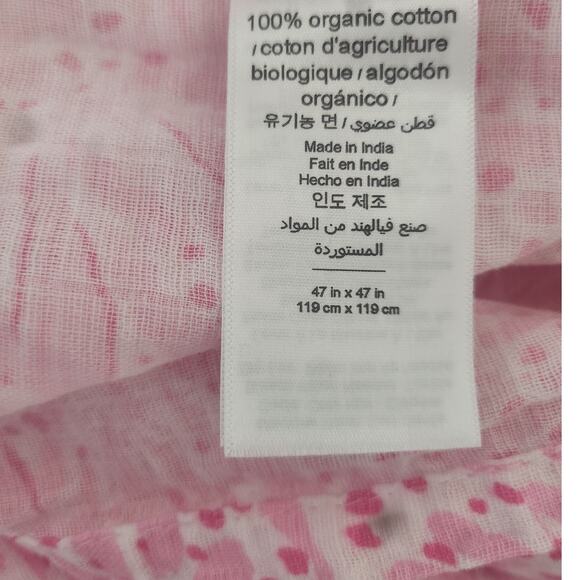 100% organic cotton
/ coton d'agriculture
biologique / algodón
orgánico /
유기농 면 / قطن عضوي
Made in India
Fait en Inde
Hecho en India
인도 제조
صنع فيالهند من المواد
المستوردة
47 in x 47 in
119 cm x 119 cm